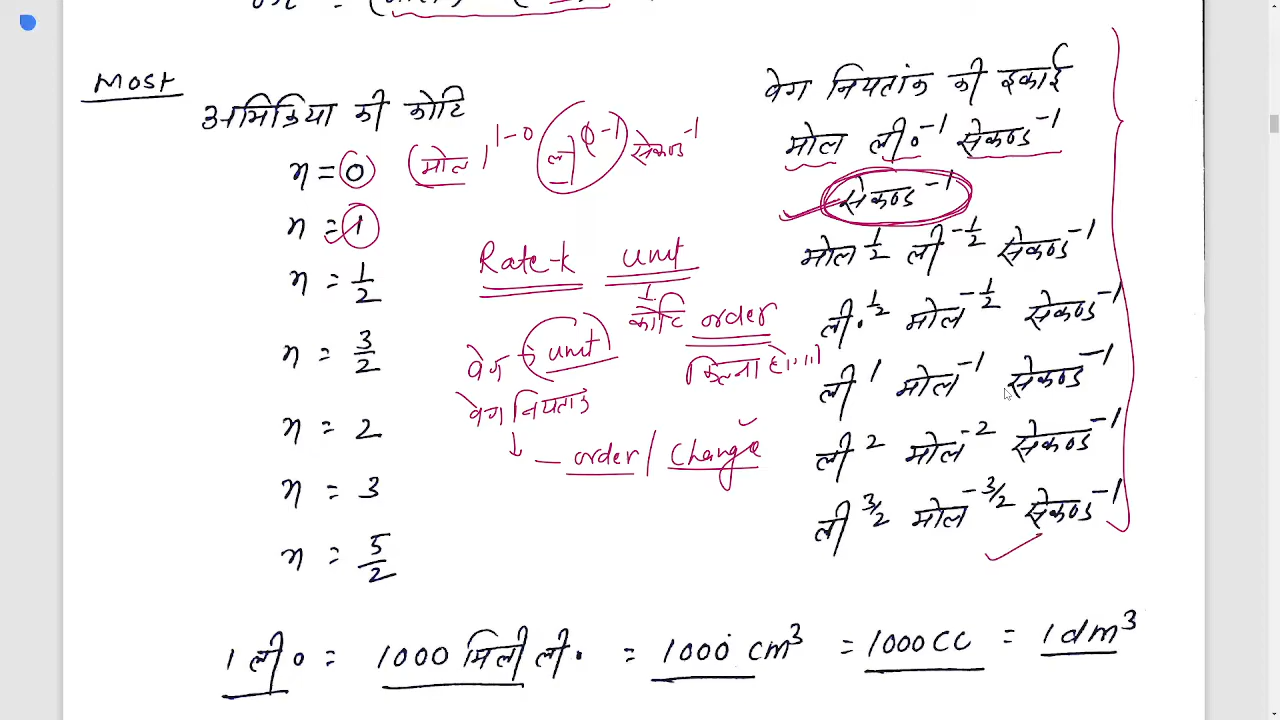 Most
अभिक्रिया की कोटि
वेग नियतांक की इकाई
n = 0 (मोल)^1-0 (ली)^0-1 सेकण्ड^-1
मोल ली०^-1 सेकण्ड^-1
n = 1
सेकण्ड^-1
n = 1/2
मोल^1/2 ली^-1/2 सेकण्ड^-1
Rate-k unit
कोटि order
n = 3/2
ली.^1/2 मोल^-1/2 सेकण्ड^-1
वेग → unit
कितना हो....
ली^1 मोल^-1 सेकण्ड^-1
वेग नियतांक
n = 2
↓ – order / change
ली^2 मोल^-2 सेकण्ड^-1
n = 3
ली^3/2 मोल^-3/2 सेकण्ड^-1
n = 5/2
1 ली० = 1000 मिली ली. = 1000 cm^3 = 1000 CC = 1 dm^3